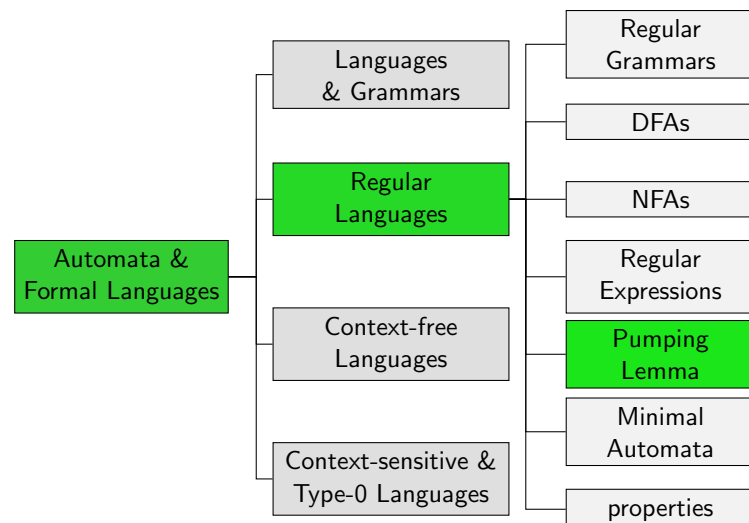 Automata &
Formal Languages
Languages
& Grammars
Regular
Languages
Context-free
Languages
Context-sensitive &
Type-0 Languages
Regular
Grammars
DFAs
NFAs
Regular
Expressions
Pumping
Lemma
Minimal
Automata
properties